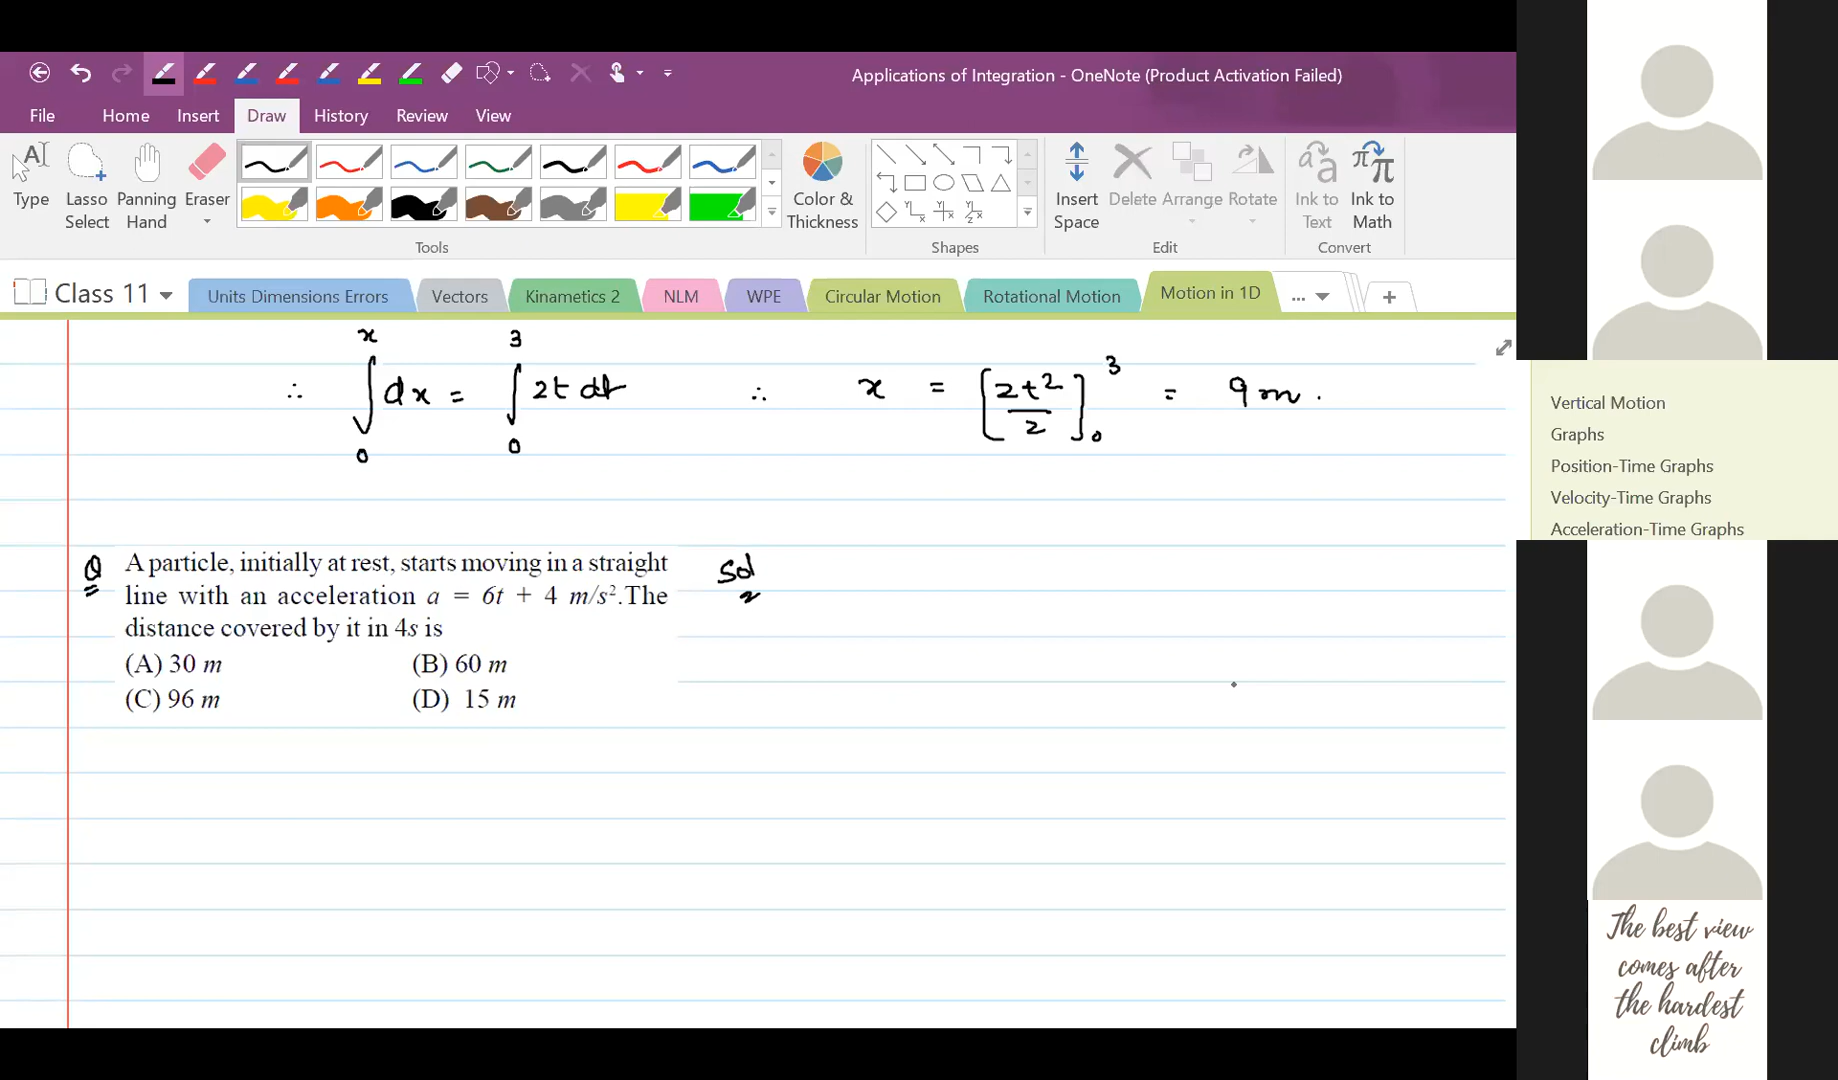 Applications of Integration - OneNote (Product Activation Failed)
File Home Insert Draw History Review View
Type Lasso Select Panning Hand Eraser Color & Thickness Insert Space Delete Arrange Rotate Ink to Text Ink to Math
Tools Shapes Edit Convert
Class 11 Units Dimensions Errors Vectors Kinametics 2 NLM WPE Circular Motion Rotational Motion Motion in 1D ...
∴ ∫₀ˣ dx = ∫₀³ 2t dt ∴ x = [2t²/2]₀³ = 9m.
Q A particle, initially at rest, starts moving in a straight
line with an acceleration a = 6t + 4 m/s².The
distance covered by it in 4s is
(A) 30 m (B) 60 m
(C) 96 m (D) 15 m
Sol
Vertical Motion
Graphs
Position-Time Graphs
Velocity-Time Graphs
Acceleration-Time Graphs
The best view
comes after
the hardest
climb